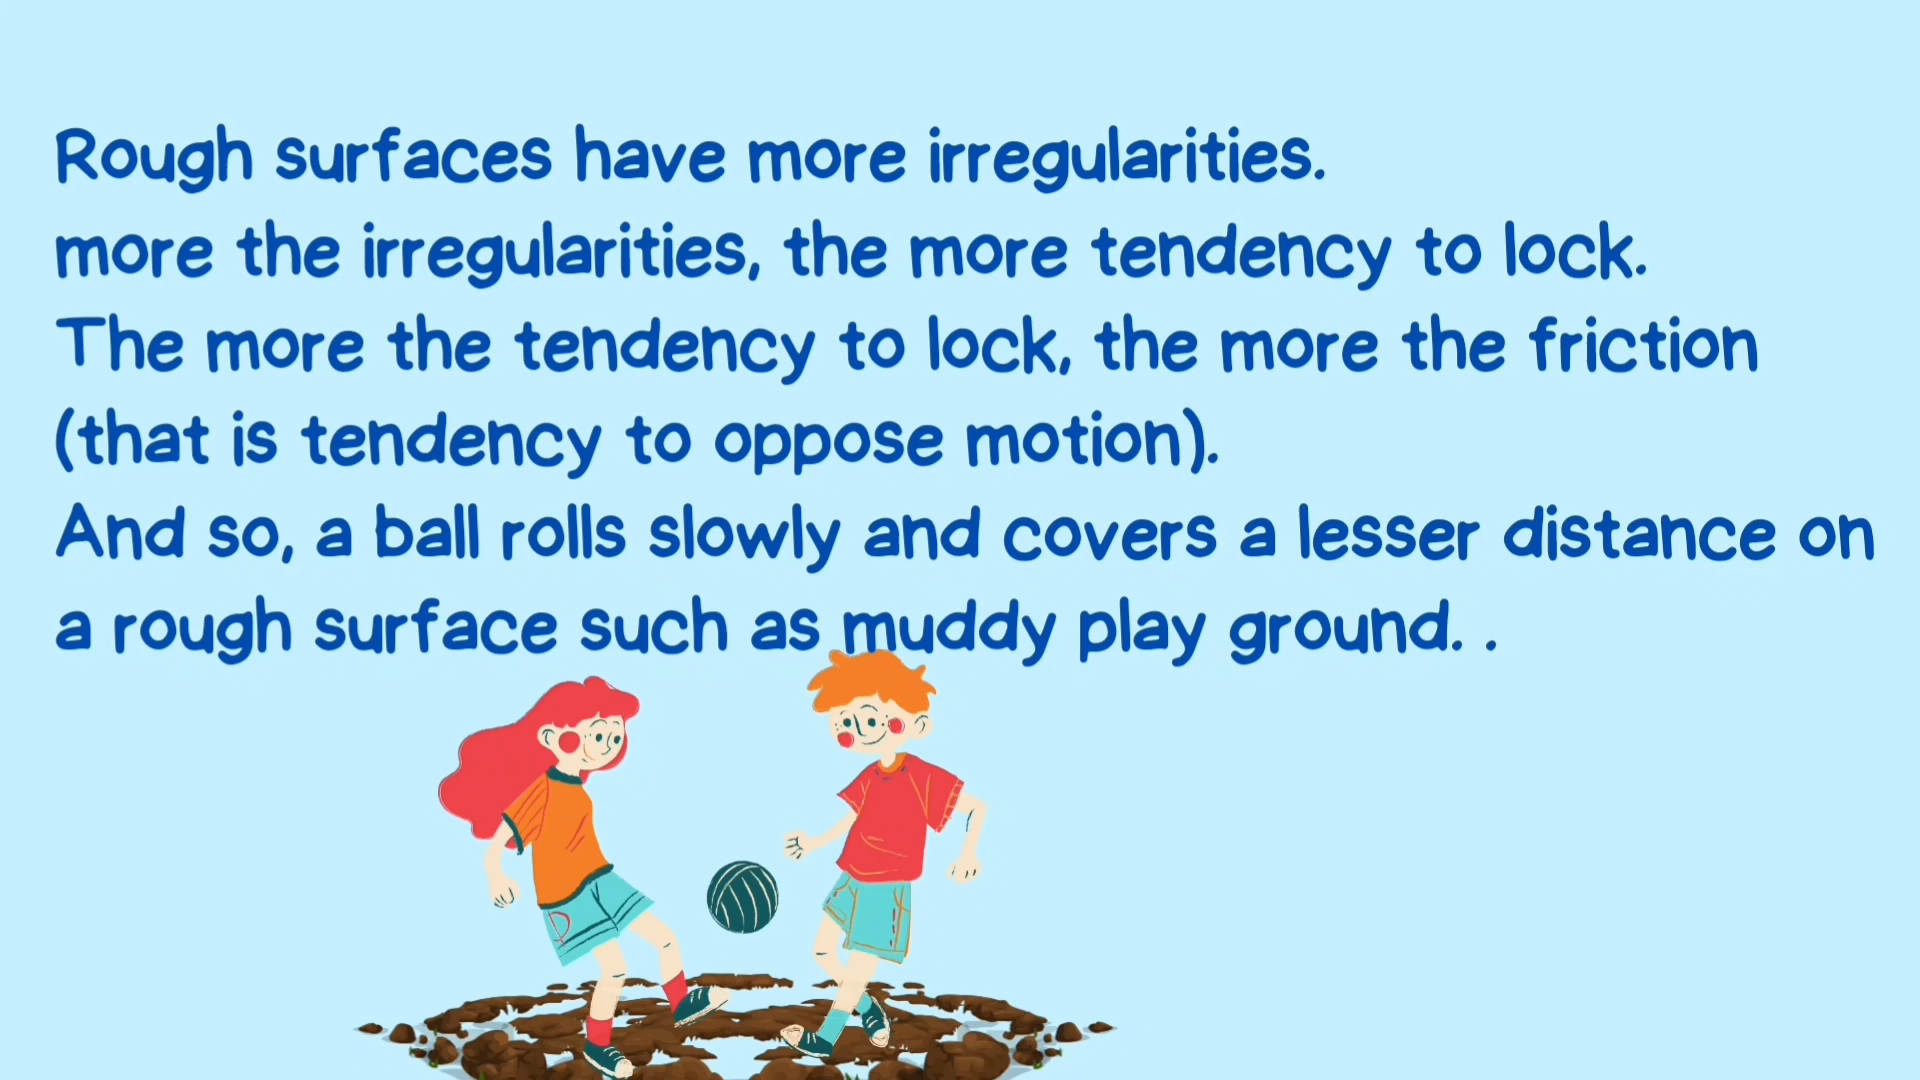 Rough surfaces have more irregularities.
more the irregularities, the more tendency to lock.
The more the tendency to lock, the more the friction
(that is tendency to oppose motion).
And so, a ball rolls slowly and covers a lesser distance on
a rough surface such as muddy play ground. .